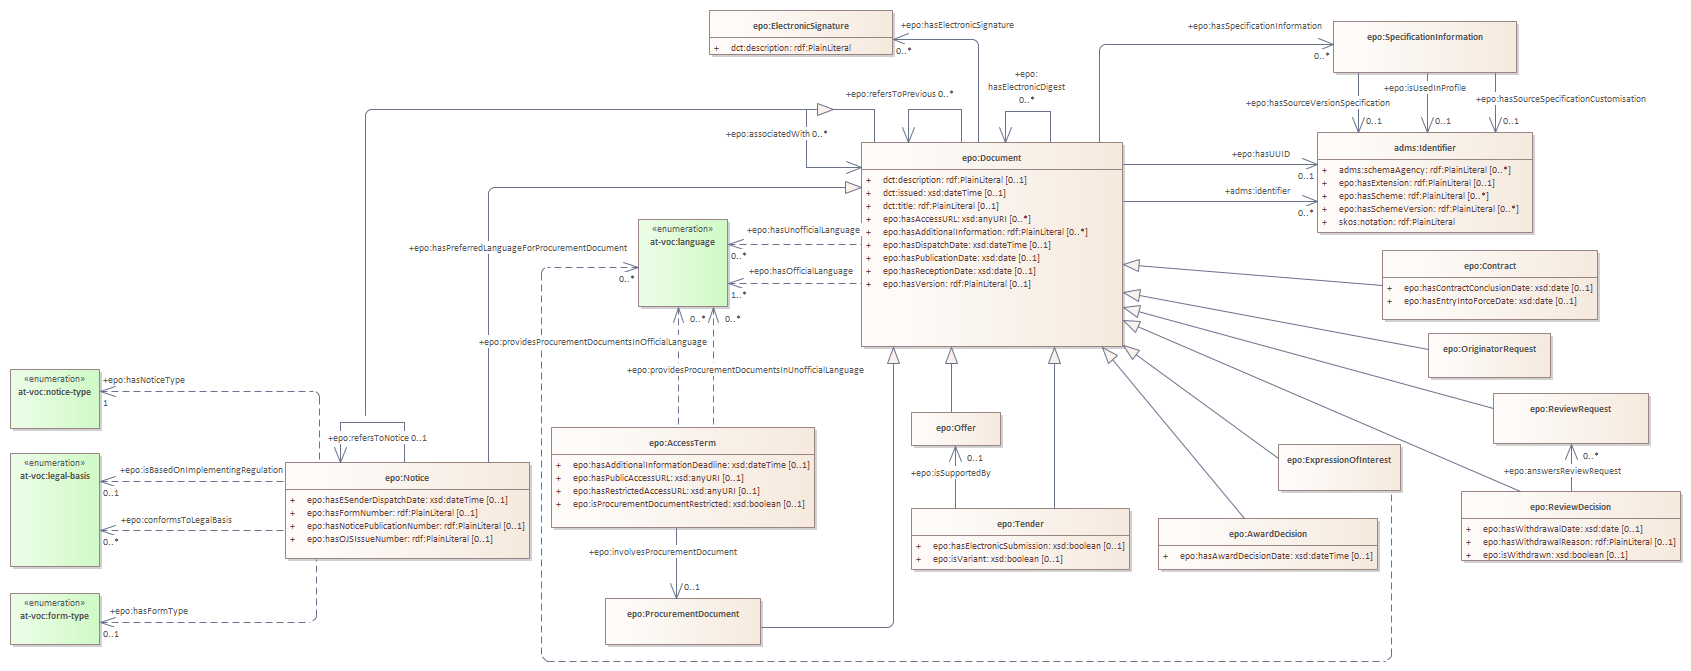 epo:ElectronicSignature
+ dct:description: rdf:PlainLiteral
+epo:hasElectronicSignature
0..*
+epo:hasSpecificationInformation
0..*
epo:SpecificationInformation
+epo:hasSourceVersionSpecification
0..1
+epo:isUsedInProfile
0..1
+epo:hasSourceSpecificationCustomisation
0..1
+epo:refersToPrevious 0..*
+epo:
hasElectronicDigest
0..*
+epo:associatedWith 0..*
epo:Document
+ dct:description: rdf:PlainLiteral [0..1]
+ dct:issued: xsd:dateTime [0..1]
+ dct:title: rdf:PlainLiteral [0..1]
+ epo:hasAccessURL: xsd:anyURI [0..*]
+ epo:hasAdditionalInformation: rdf:PlainLiteral [0..*]
+ epo:hasDispatchDate: xsd:dateTime [0..1]
+ epo:hasPublicationDate: xsd:date [0..1]
+ epo:hasReceptionDate: xsd:date [0..1]
+ epo:hasVersion: rdf:PlainLiteral [0..1]
+epo:hasUUID
0..1
+adms:identifier
0..*
adms:Identifier
+ adms:schemaAgency: rdf:PlainLiteral [0..*]
+ epo:hasExtension: rdf:PlainLiteral [0..1]
+ epo:hasScheme: rdf:PlainLiteral [0..*]
+ epo:hasSchemeVersion: rdf:PlainLiteral [0..*]
+ skos:notation: rdf:PlainLiteral
«enumeration»
at-voc:language
+epo:hasUnofficialLanguage
0..*
+epo:hasOfficialLanguage
1..*
+epo:hasPreferredLanguageForProcurementDocument
0..*
0..*
0..*
+epo:providesProcurementDocumentsInOfficialLanguage
+epo:providesProcurementDocumentsInUnofficialLanguage
epo:Contract
+ epo:hasContractConclusionDate: xsd:date [0..1]
+ epo:hasEntryIntoForceDate: xsd:date [0..1]
epo:OriginatorRequest
epo:ReviewRequest
0..*
+epo:answersReviewRequest
epo:ReviewDecision
+ epo:hasWithdrawalDate: xsd:date [0..1]
+ epo:hasWithdrawalReason: rdf:PlainLiteral [0..1]
+ epo:isWithdrawn: xsd:boolean [0..1]
epo:ExpressionOfInterest
epo:AwardDecision
+ epo:hasAwardDecisionDate: xsd:dateTime [0..1]
epo:Offer
0..1
+epo:isSupportedBy
epo:Tender
+ epo:hasElectronicSubmission: xsd:boolean [0..1]
+ epo:isVariant: xsd:boolean [0..1]
epo:AccessTerm
+ epo:hasAdditionalInformationDeadline: xsd:dateTime [0..1]
+ epo:hasPublicAccessURL: xsd:anyURI [0..1]
+ epo:hasRestrictedAccessURL: xsd:anyURI [0..1]
+ epo:isProcurementDocumentRestricted: xsd:boolean [0..1]
+epo:involvesProcurementDocument
0..1
epo:ProcurementDocument
«enumeration»
at-voc:notice-type
+epo:hasNoticeType
1
+epo:refersToNotice 0..1
epo:Notice
+ epo:hasESenderDispatchDate: xsd:dateTime [0..1]
+ epo:hasFormNumber: rdf:PlainLiteral [0..1]
+ epo:hasNoticePublicationNumber: rdf:PlainLiteral [0..1]
+ epo:hasOJSIssueNumber: rdf:PlainLiteral [0..1]
«enumeration»
at-voc:legal-basis
+epo:isBasedOnImplementingRegulation
0..1
+epo:conformsToLegalBasis
0..*
«enumeration»
at-voc:form-type
+epo:hasFormType
0..1